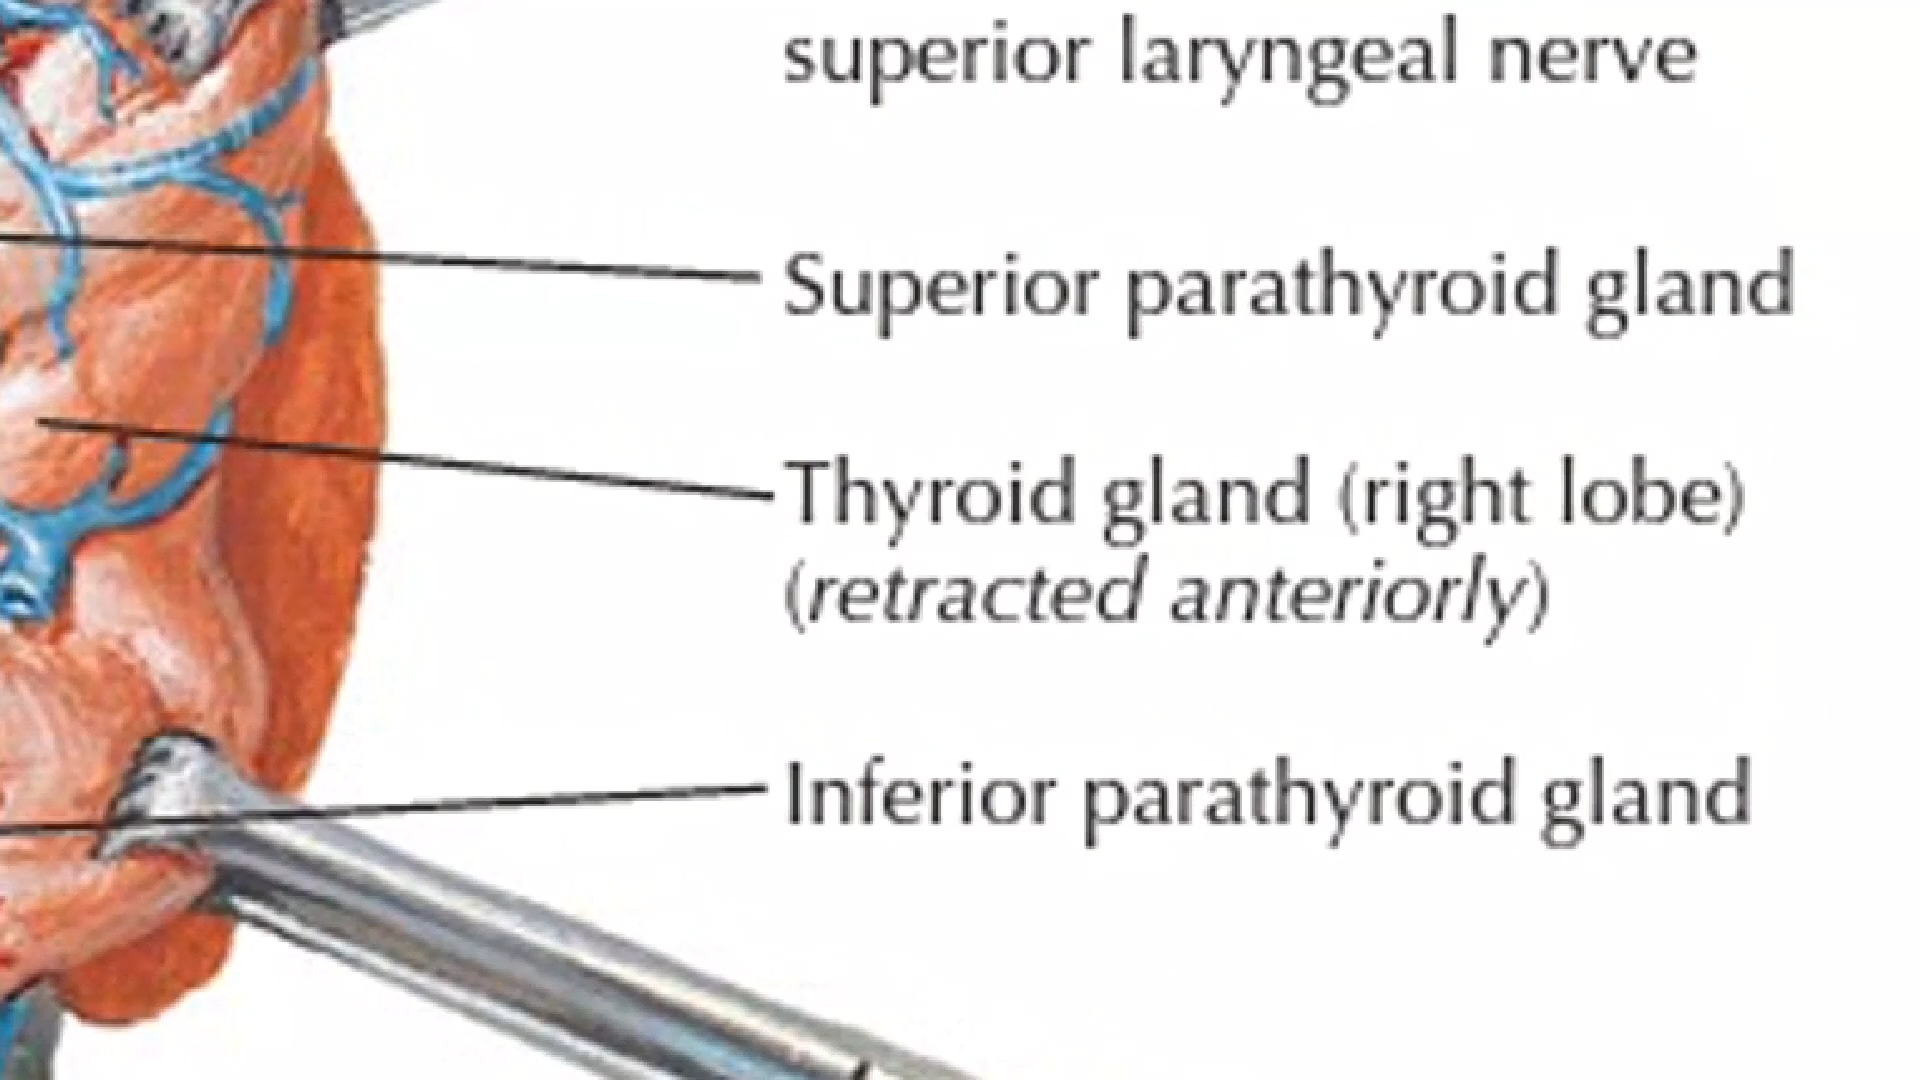 superior laryngeal nerve
Superior parathyroid gland
Thyroid gland (right lobe)
(retracted anteriorly)
Inferior parathyroid gland